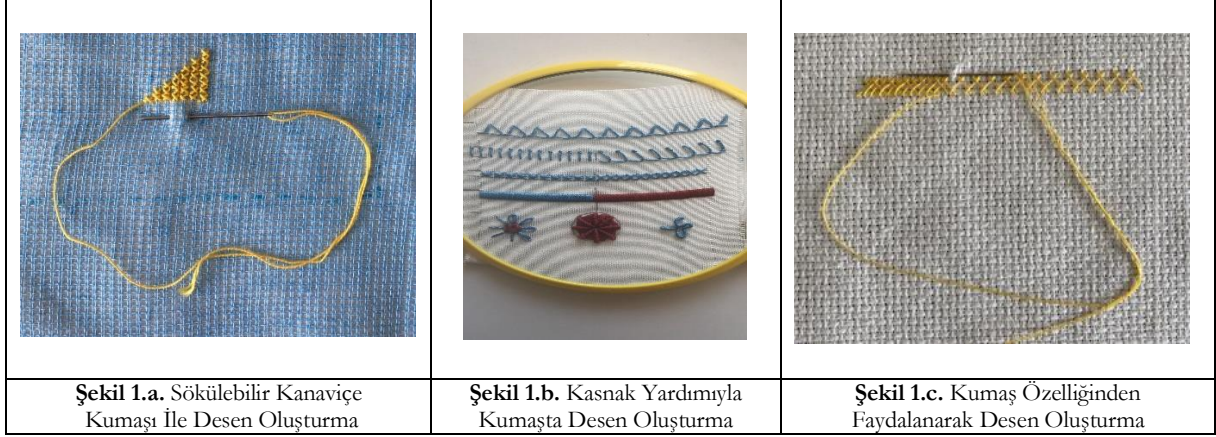 Şekil 1.a. Sökülebilir Kanaviçe
Kumaşı İle Desen Oluşturma
Şekil 1.b. Kasnak Yardımıyla
Kumaşta Desen Oluşturma
Şekil 1.c. Kumaş Özelliğinden
Faydalanarak Desen Oluşturma